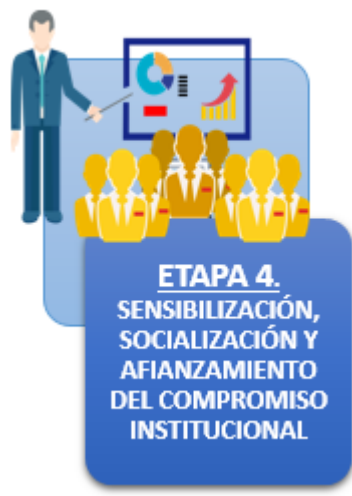 ETAPA 4.
SENSIBILIZACIÓN,
SOCIALIZACIÓN Y
AFIANZAMIENTO
DEL COMPROMISO
INSTITUCIONAL